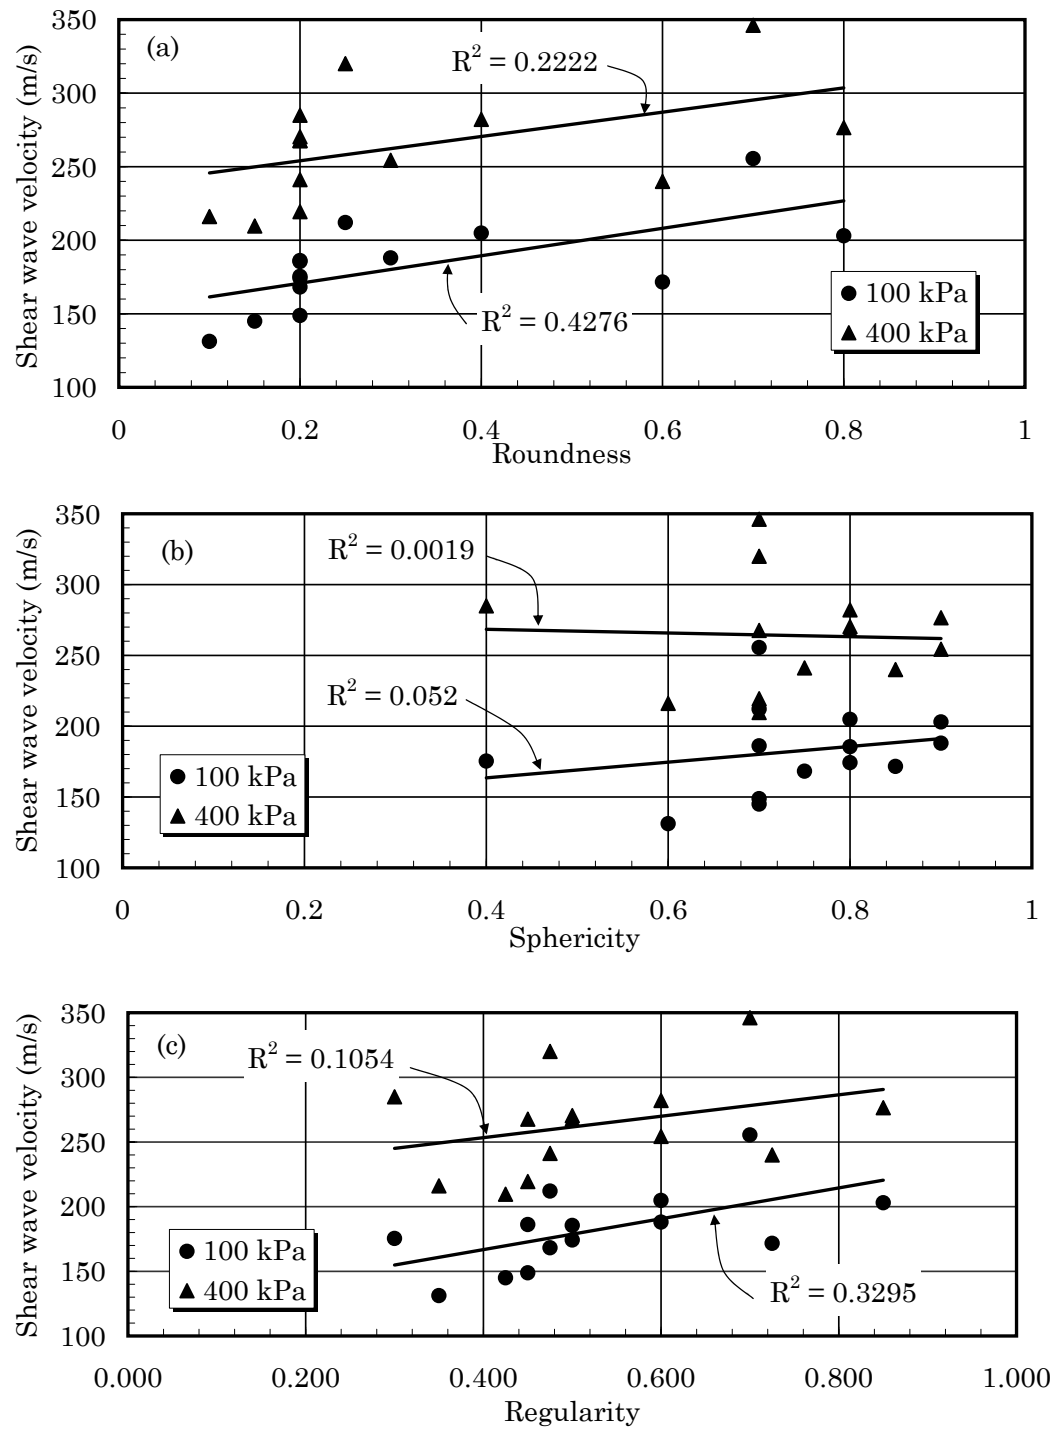 350
(a)
R² = 0.2222
300
250
200
150
100
Shear wave velocity (m/s)
R² = 0.4276
100 kPa
400 kPa
0 0.2 0.4 0.6 0.8 1
Roundness
350
(b)
R² = 0.0019
300
250
R² = 0.052
200
150
100
Shear wave velocity (m/s)
100 kPa
400 kPa
0 0.2 0.4 0.6 0.8 1
Sphericity
350
(c)
R² = 0.1054
300
250
200
150
100
Shear wave velocity (m/s)
100 kPa
400 kPa
R² = 0.3295
0.000 0.200 0.400 0.600 0.800 1.000
Regularity